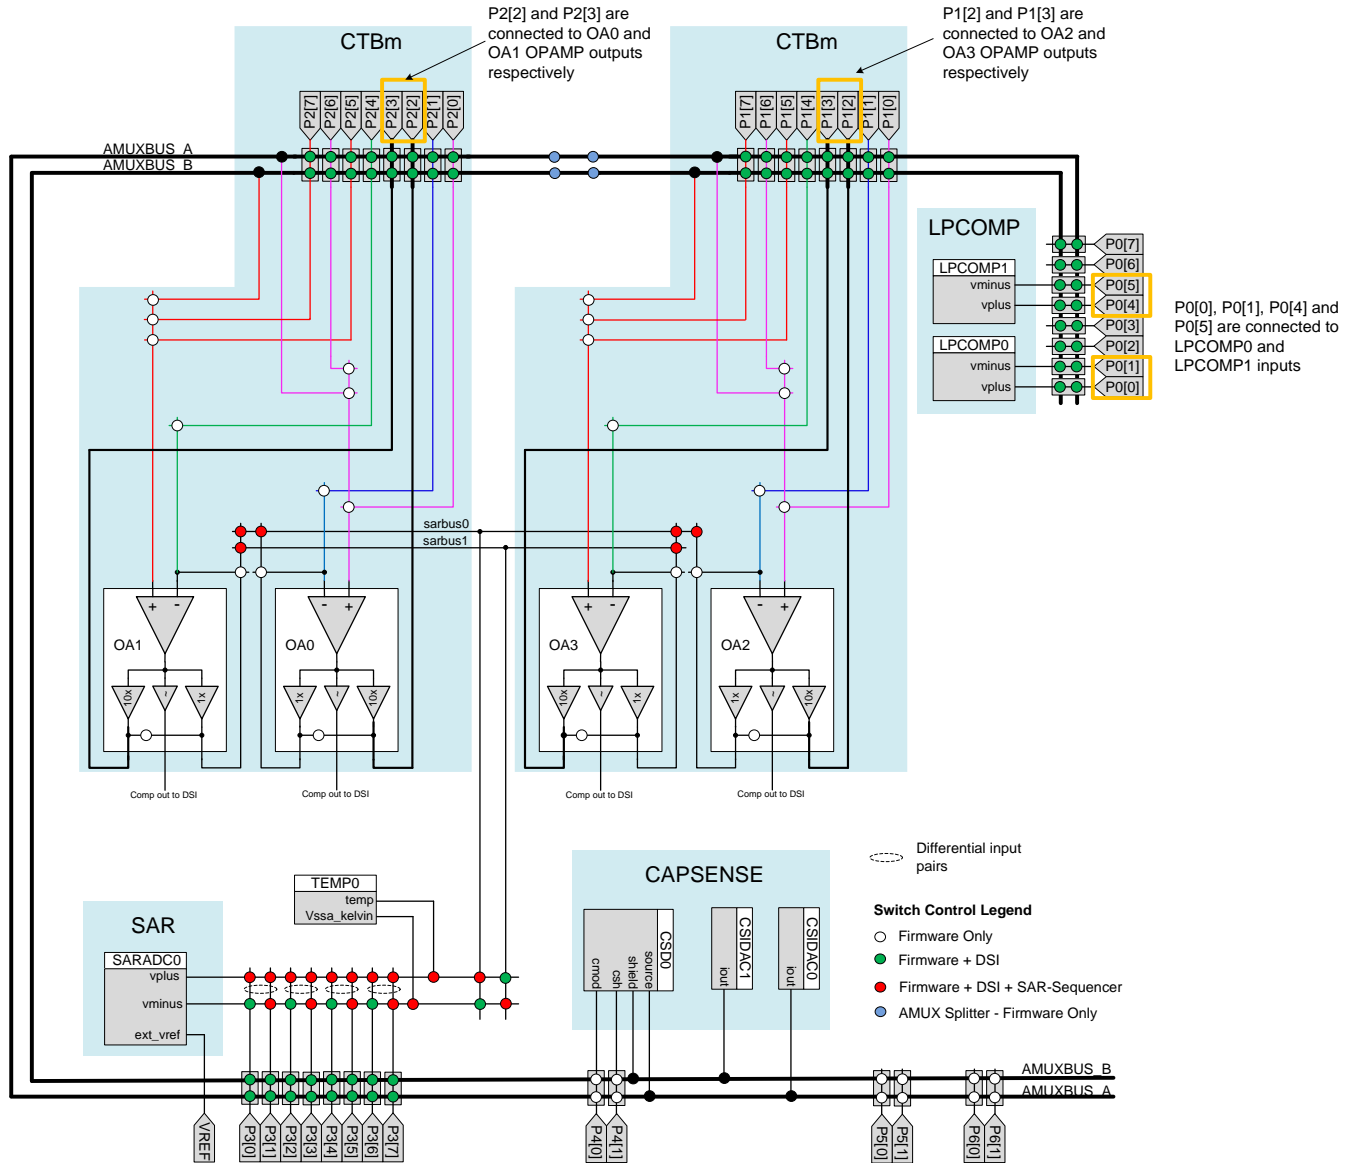 P2[2] and P2[3] are
connected to OA0 and
OA1 OPAMP outputs
respectively
P1[2] and P1[3] are
connected to OA2 and
OA3 OPAMP outputs
respectively
CTBm
CTBm
P2[7]
P2[6]
P2[5]
P2[4]
P2[3]
P2[2]
P2[1]
P2[0]
P1[7]
P1[6]
P1[5]
P1[4]
P1[3]
P1[2]
P1[1]
P1[0]
AMUXBUS_A
AMUXBUS_B
LPCOMP
LPCOMP1
vminus
vplus
LPCOMP0
vminus
vplus
P0[7]
P0[6]
P0[5]
P0[4]
P0[3]
P0[2]
P0[1]
P0[0]
P0[0], P0[1], P0[4] and
P0[5] are connected to
LPCOMP0 and
LPCOMP1 inputs
sarbus0
sarbus1
+ -
OA1
10x
~
1x
- +
OA0
1x
~
10x
+ -
OA3
10x
~
1x
- +
OA2
1x
~
10x
Comp out to DSI
Comp out to DSI
Comp out to DSI
Comp out to DSI
TEMP0
temp
Vssa_kelvin
SAR
SARADC0
vplus
vminus
ext_vref
CAPSENSE
CSD0
cmod
csh
shield
source
CSIDAC1
iout
CSIDAC0
iout
Differential input
pairs
Switch Control Legend
Firmware Only
Firmware + DSI
Firmware + DSI + SAR-Sequencer
AMUX Splitter - Firmware Only
AMUXBUS_B
AMUXBUS_A
VREF
P3[0]
P3[1]
P3[2]
P3[3]
P3[4]
P3[5]
P3[6]
P3[7]
P4[0]
P4[1]
P5[0]
P5[1]
P6[0]
P6[1]